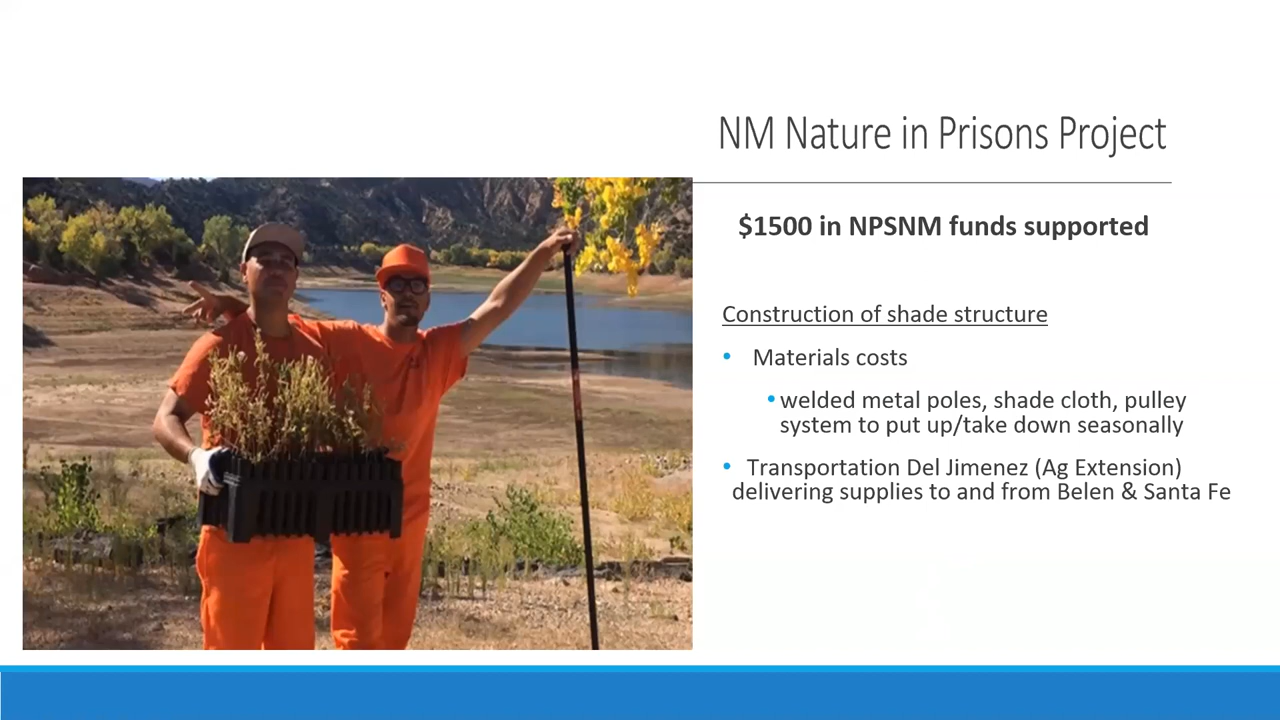 NM Nature in Prisons Project
$1500 in NPSNM funds supported
Construction of shade structure
• Materials costs
• welded metal poles, shade cloth, pulley
system to put up/take down seasonally
• Transportation Del Jimenez (Ag Extension)
delivering supplies to and from Belen & Santa Fe